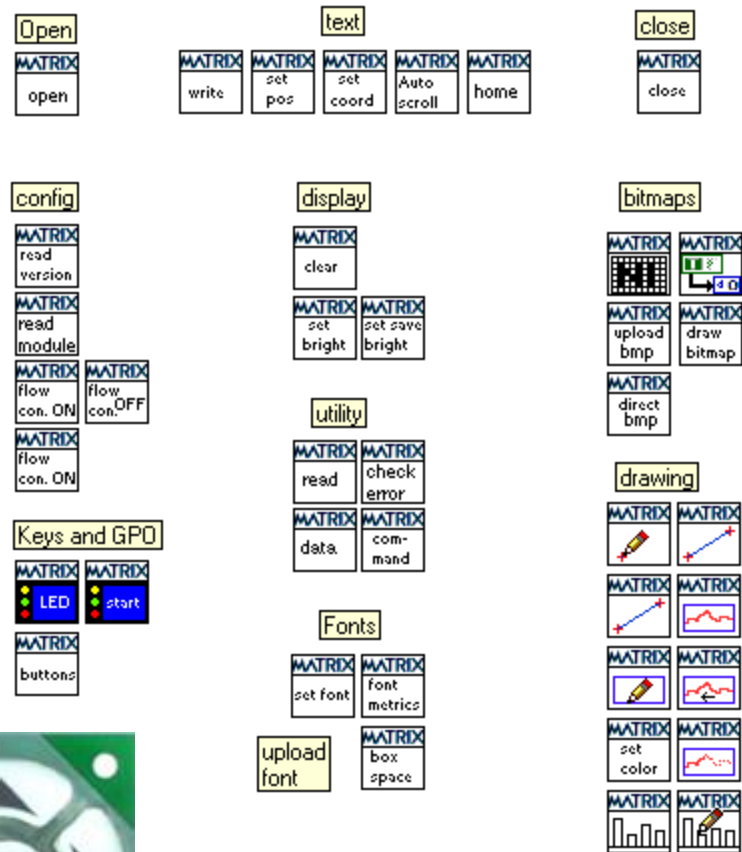 Open
MATRIX
open
text
MATRIX MATRIX MATRIX MATRIX MATRIX
write
set
pos
set
coord
Auto
scroll
home
close
MATRIX
close
config
MATRIX
read
version
MATRIX
read
module
MATRIX MATRIX
flow
con. ON
flow
con. OFF
MATRIX
flow
con. ON
Keys and GPO
MATRIX MATRIX
LED
start
MATRIX
buttons
display
MATRIX
clear
MATRIX MATRIX
set
bright
set save
bright
utility
MATRIX MATRIX
read
check
error
MATRIX MATRIX
data
com-
mand
Fonts
MATRIX MATRIX
set font
font
metrics
upload
font
MATRIX
box
space
bitmaps
MATRIX MATRIX
NI
MATRIX MATRIX
upload
bmp
draw
bitmap
MATRIX
direct
bmp
drawing
MATRIX MATRIX
MATRIX MATRIX
MATRIX MATRIX
MATRIX MATRIX
set
color
MATRIX MATRIX